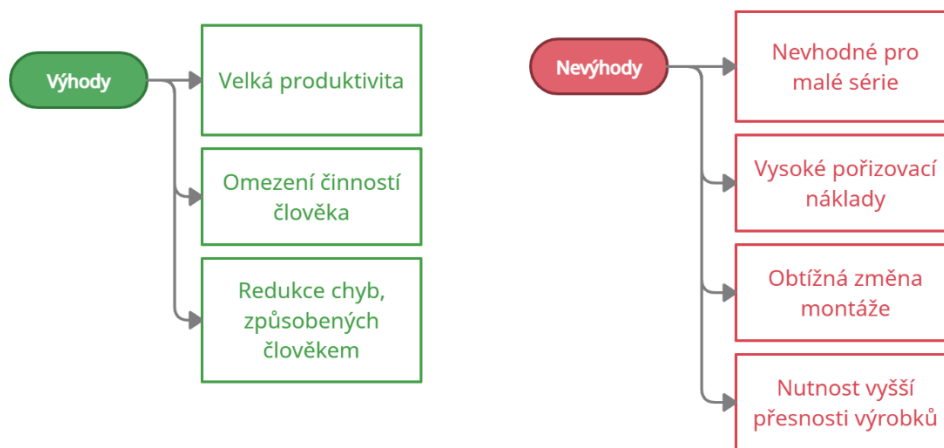 Výhody
Velká produktivita
Omezení činností
člověka
Redukce chyb,
způsobených
člověkem
Nevýhody
Nevhodné pro
malé série
Vysoké pořizovací
náklady
Obtížná změna
montáže
Nutnost vyšší
přesnosti výrobků